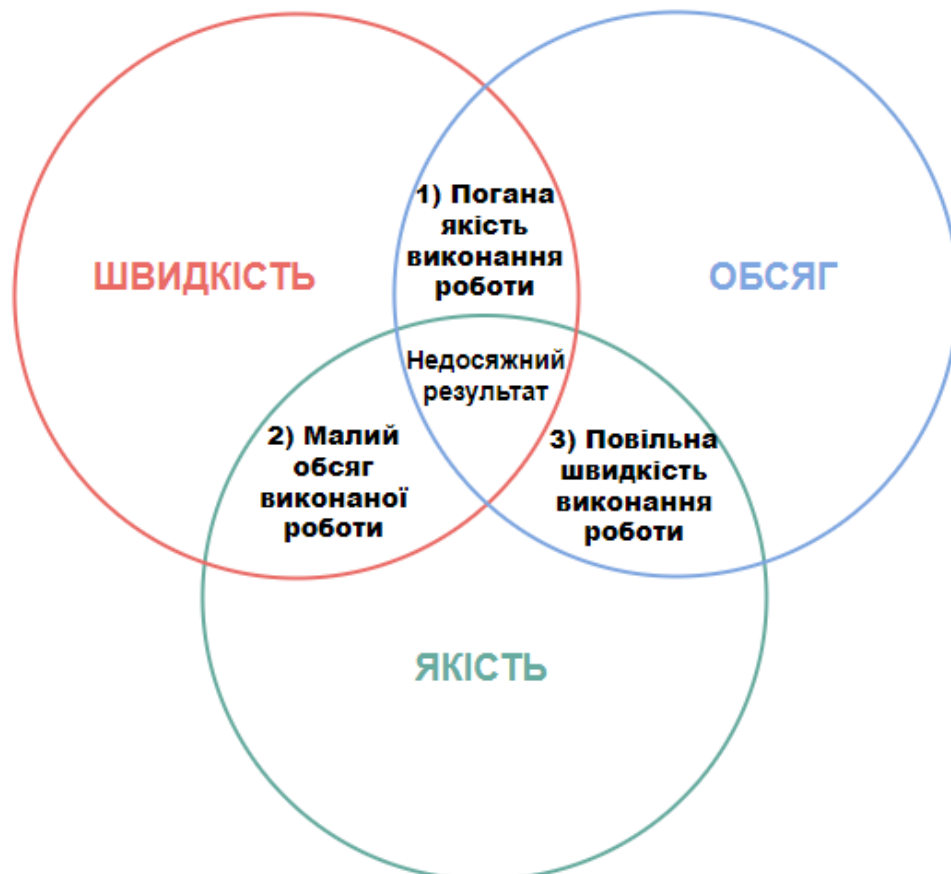 1) Погана
якість
виконання
роботи
ШВИДКІСТЬ
ОБСЯГ
Недосяжний
результат
2) Малий
обсяг
виконаної
роботи
3) Повільна
швидкість
виконання
роботи
ЯКІСТЬ